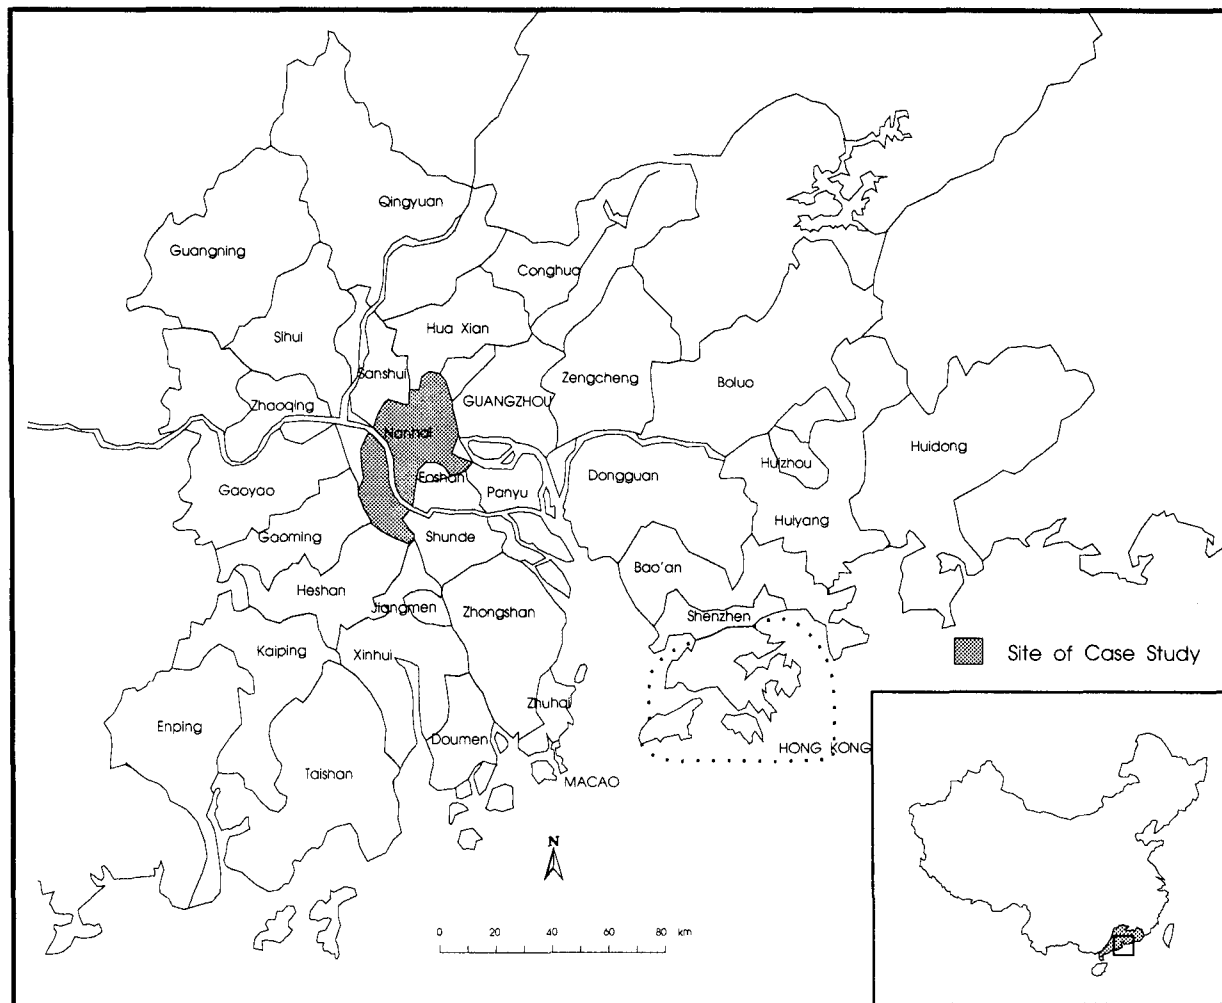 Qingyuan
Guangning
Conghua
Hua Xian
Sihui
Sanshui
Zengcheng
Boluo
GUANGZHOU
Zhaoqing
Nanhai
Huidong
Huizhou
Foshan
Dongguan
Gaoyao
Panyu
Huiyang
Gaoming
Shunde
Bao'an
Heshan
Jiangmen
Zhongshan
Shenzhen
Kaiping
Xinhui
Site of Case Study
Zhuhai
Enping
Doumen
HONG KONG
Taishan
MACAO
N
0 20 40 60 80 km